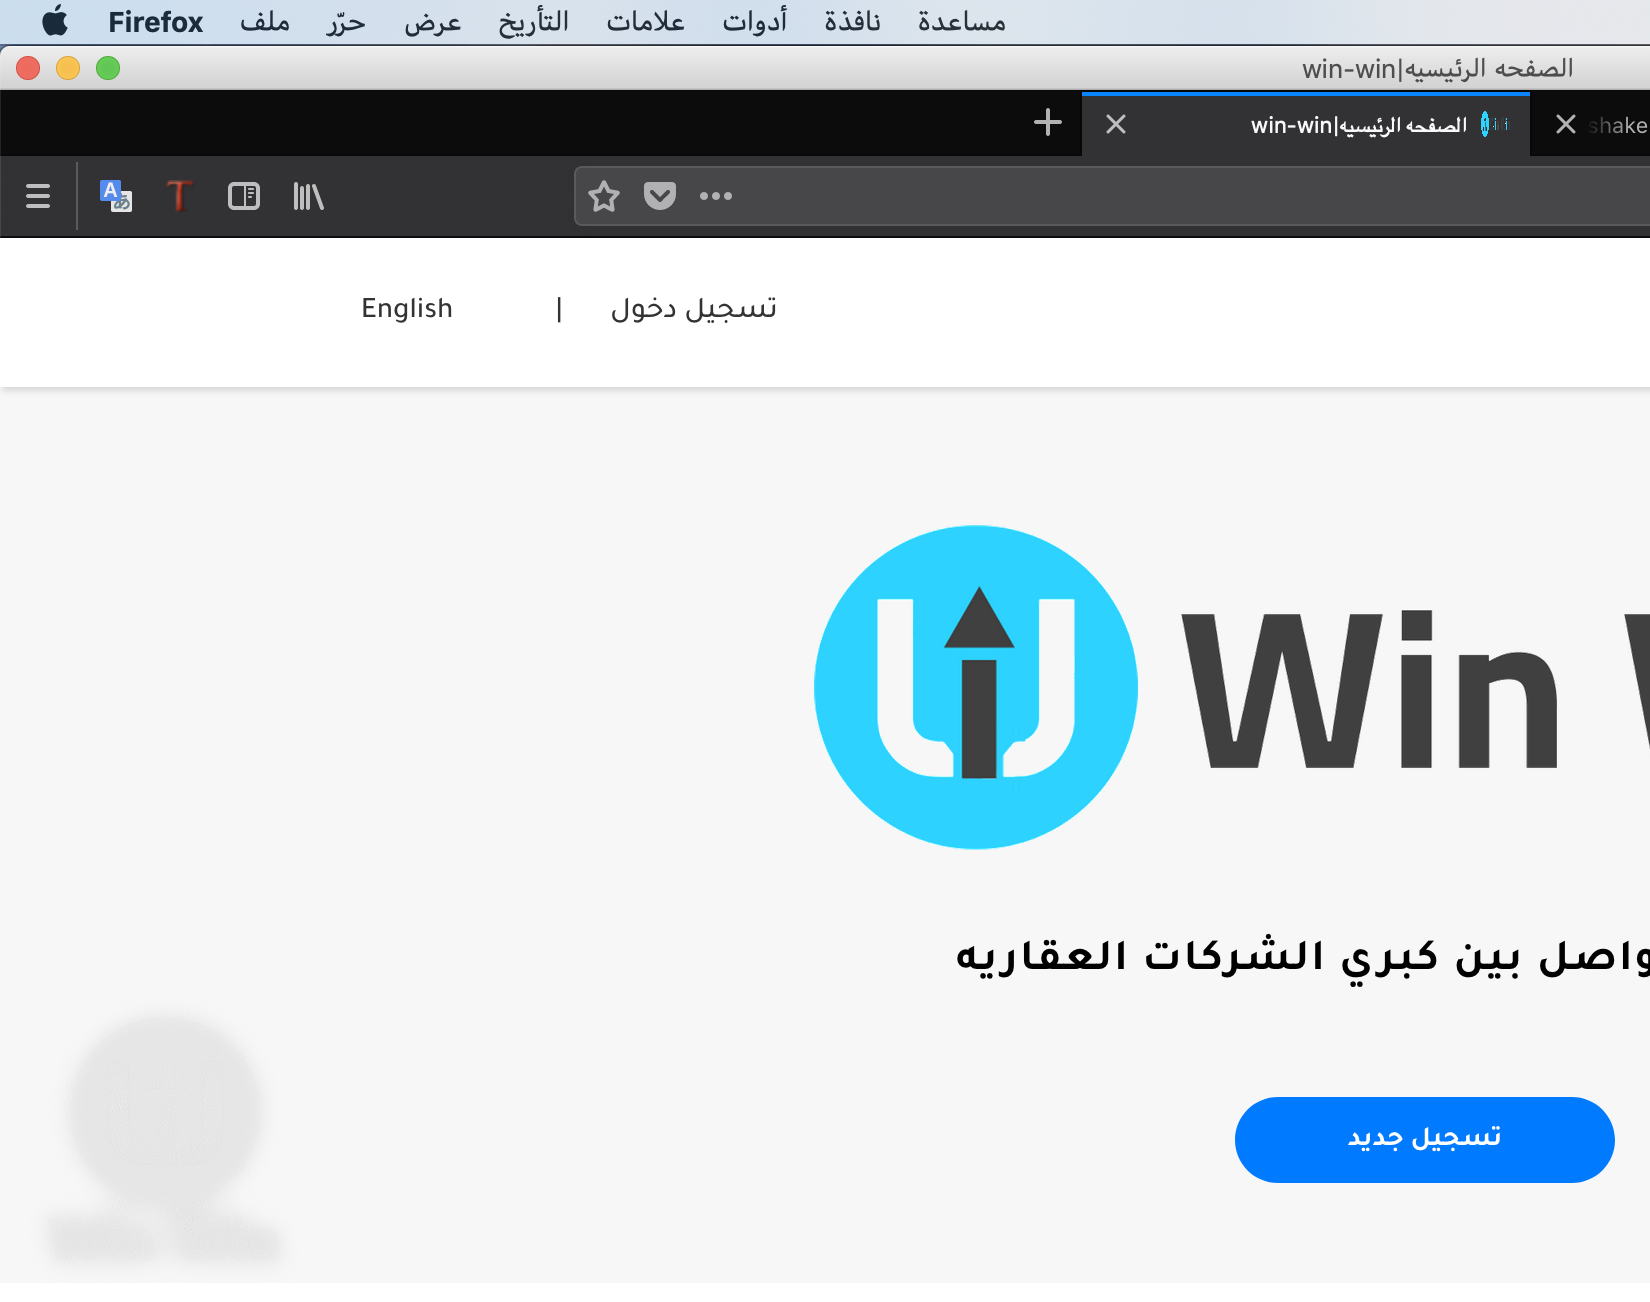 Firefox ملف حرّر عرض التأريخ علامات أدوات نافذة مساعدة
الصفحه الرئيسيه|win-win
الصفحه الرئيسيه|win-win
shake
تسجيل دخول | English
Win
بين كبري الشركات العقاريه
تسجيل جديد